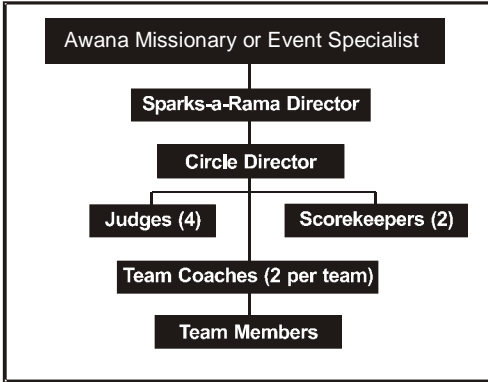 Awana Missionary or Event Specialist
Sparks-a-Rama Director
Circle Director
Judges (4)
Scorekeepers (2)
Team Coaches (2 per team)
Team Members